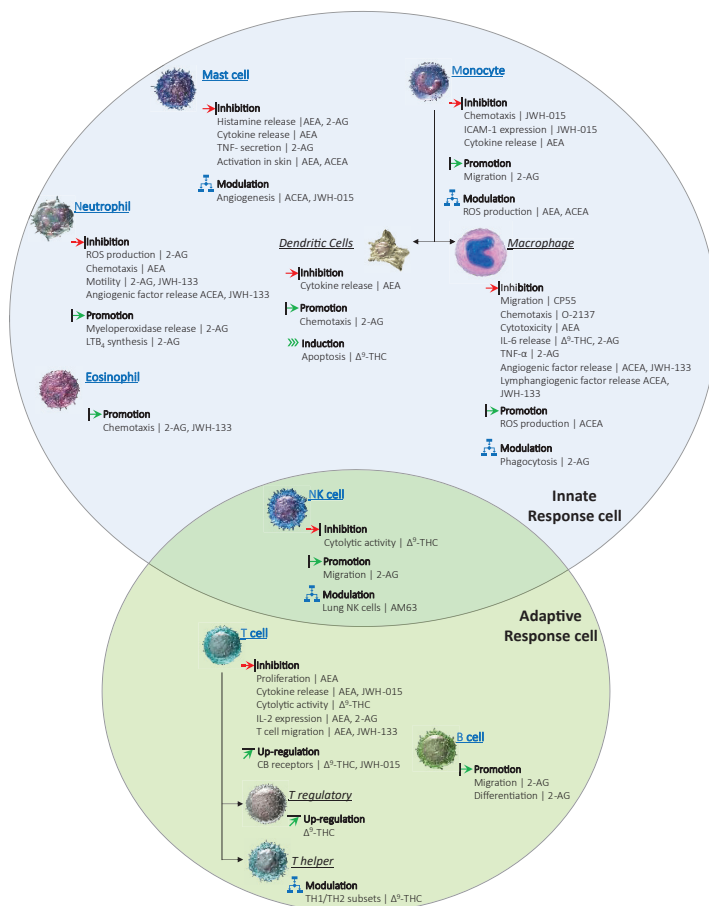 Mast cell
Inhibition
Histamine release |AEA, 2-AG
Cytokine release | AEA
TNF- secretion | 2-AG
Activation in skin | AEA, ACEA
Modulation
Angiogenesis | ACEA, JWH-015
Monocyte
Inhibition
Chemotaxis | JWH-015
ICAM-1 expression | JWH-015
Cytokine release | AEA
Promotion
Migration | 2-AG
Modulation
ROS production | AEA, ACEA
Neutrophil
Inhibition
ROS production | 2-AG
Chemotaxis | AEA
Motility | 2-AG, JWH-133
Angiogenic factor release ACEA, JWH-133
Promotion
Myeloperoxidase release | 2-AG
LTB₄ synthesis | 2-AG
Dendritic Cells
Inhibition
Cytokine release | AEA
Promotion
Chemotaxis | 2-AG
Induction
Apoptosis | Δ⁹-THC
Macrophage
Inhibition
Migration | CP55
Chemotaxis | O-2137
Cytotoxicity | AEA
IL-6 release | Δ⁹-THC, 2-AG
TNF-α | 2-AG
Angiogenic factor release | ACEA, JWH-133
Lymphangiogenic factor release ACEA,
JWH-133
Promotion
ROS production | ACEA
Modulation
Phagocytosis | 2-AG
Eosinophil
Promotion
Chemotaxis | 2-AG, JWH-133
Innate
Response cell
NK cell
Inhibition
Cytolytic activity | Δ⁹-THC
Promotion
Migration | 2-AG
Modulation
Lung NK cells | AM63
Adaptive
Response cell
T cell
Inhibition
Proliferation | AEA
Cytokine release | AEA, JWH-015
Cytolytic activity | Δ⁹-THC
IL-2 expression | AEA, 2-AG
T cell migration | AEA, JWH-133
Up-regulation
CB receptors | Δ⁹-THC, JWH-015
B cell
Promotion
Migration | 2-AG
Differentiation | 2-AG
T regulatory
Up-regulation
Δ⁹-THC
T helper
Modulation
TH1/TH2 subsets | Δ⁹-THC